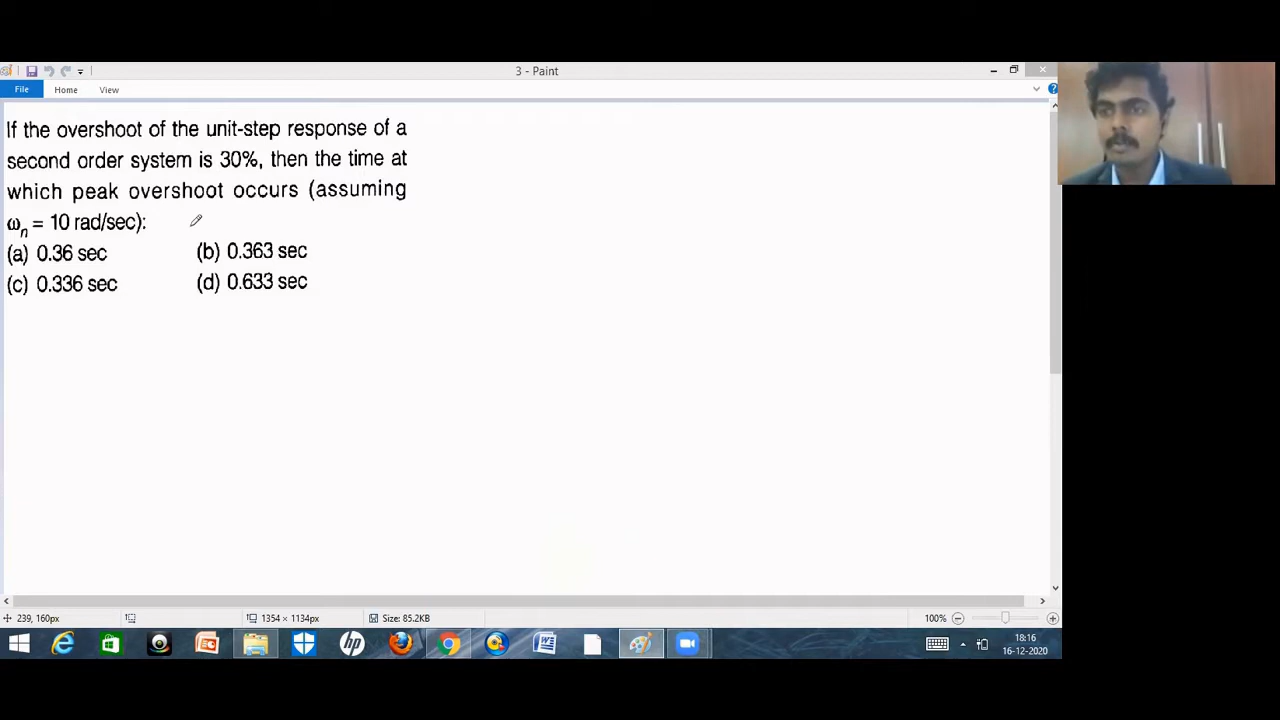 3 - Paint
File Home View
If the overshoot of the unit-step response of a
second order system is 30%, then the time at
which peak overshoot occurs (assuming
ωn = 10 rad/sec):
(a) 0.36 sec (b) 0.363 sec
(c) 0.336 sec (d) 0.633 sec
239, 160px 1354 × 1134px Size: 85.2KB 100%
18:16
16-12-2020